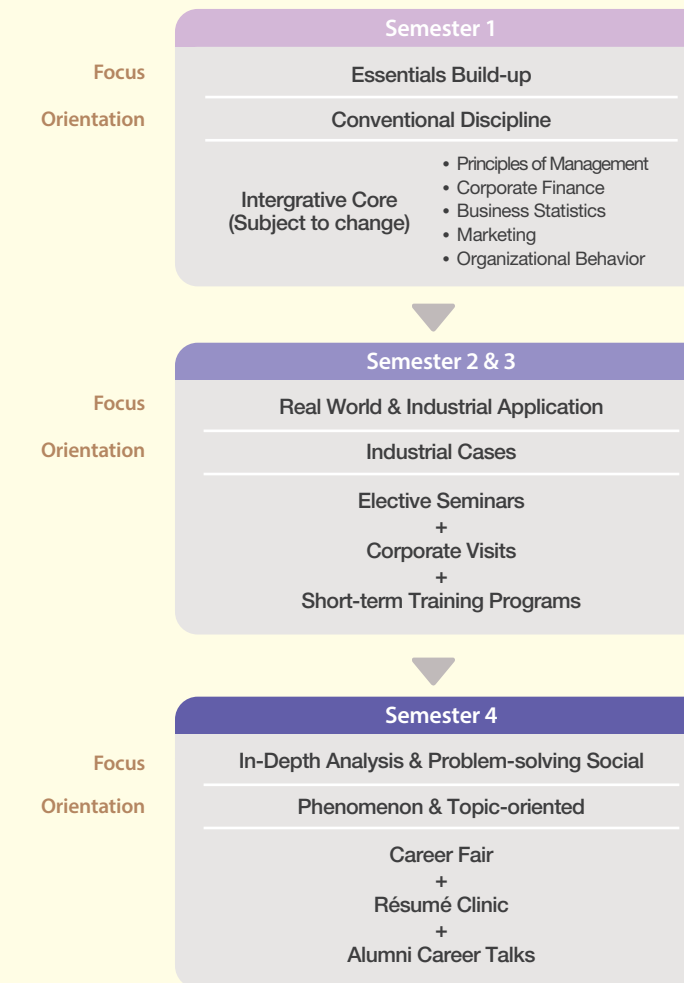 Semester 1
Focus
Essentials Build-up
Orientation
Conventional Discipline
Intergrative Core
(Subject to change)
• Principles of Management
• Corporate Finance
• Business Statistics
• Marketing
• Organizational Behavior
Semester 2 & 3
Focus
Real World & Industrial Application
Orientation
Industrial Cases
Elective Seminars
+
Corporate Visits
+
Short-term Training Programs
Semester 4
Focus
In-Depth Analysis & Problem-solving Social
Orientation
Phenomenon & Topic-oriented
Career Fair
+
Résumé Clinic
+
Alumni Career Talks